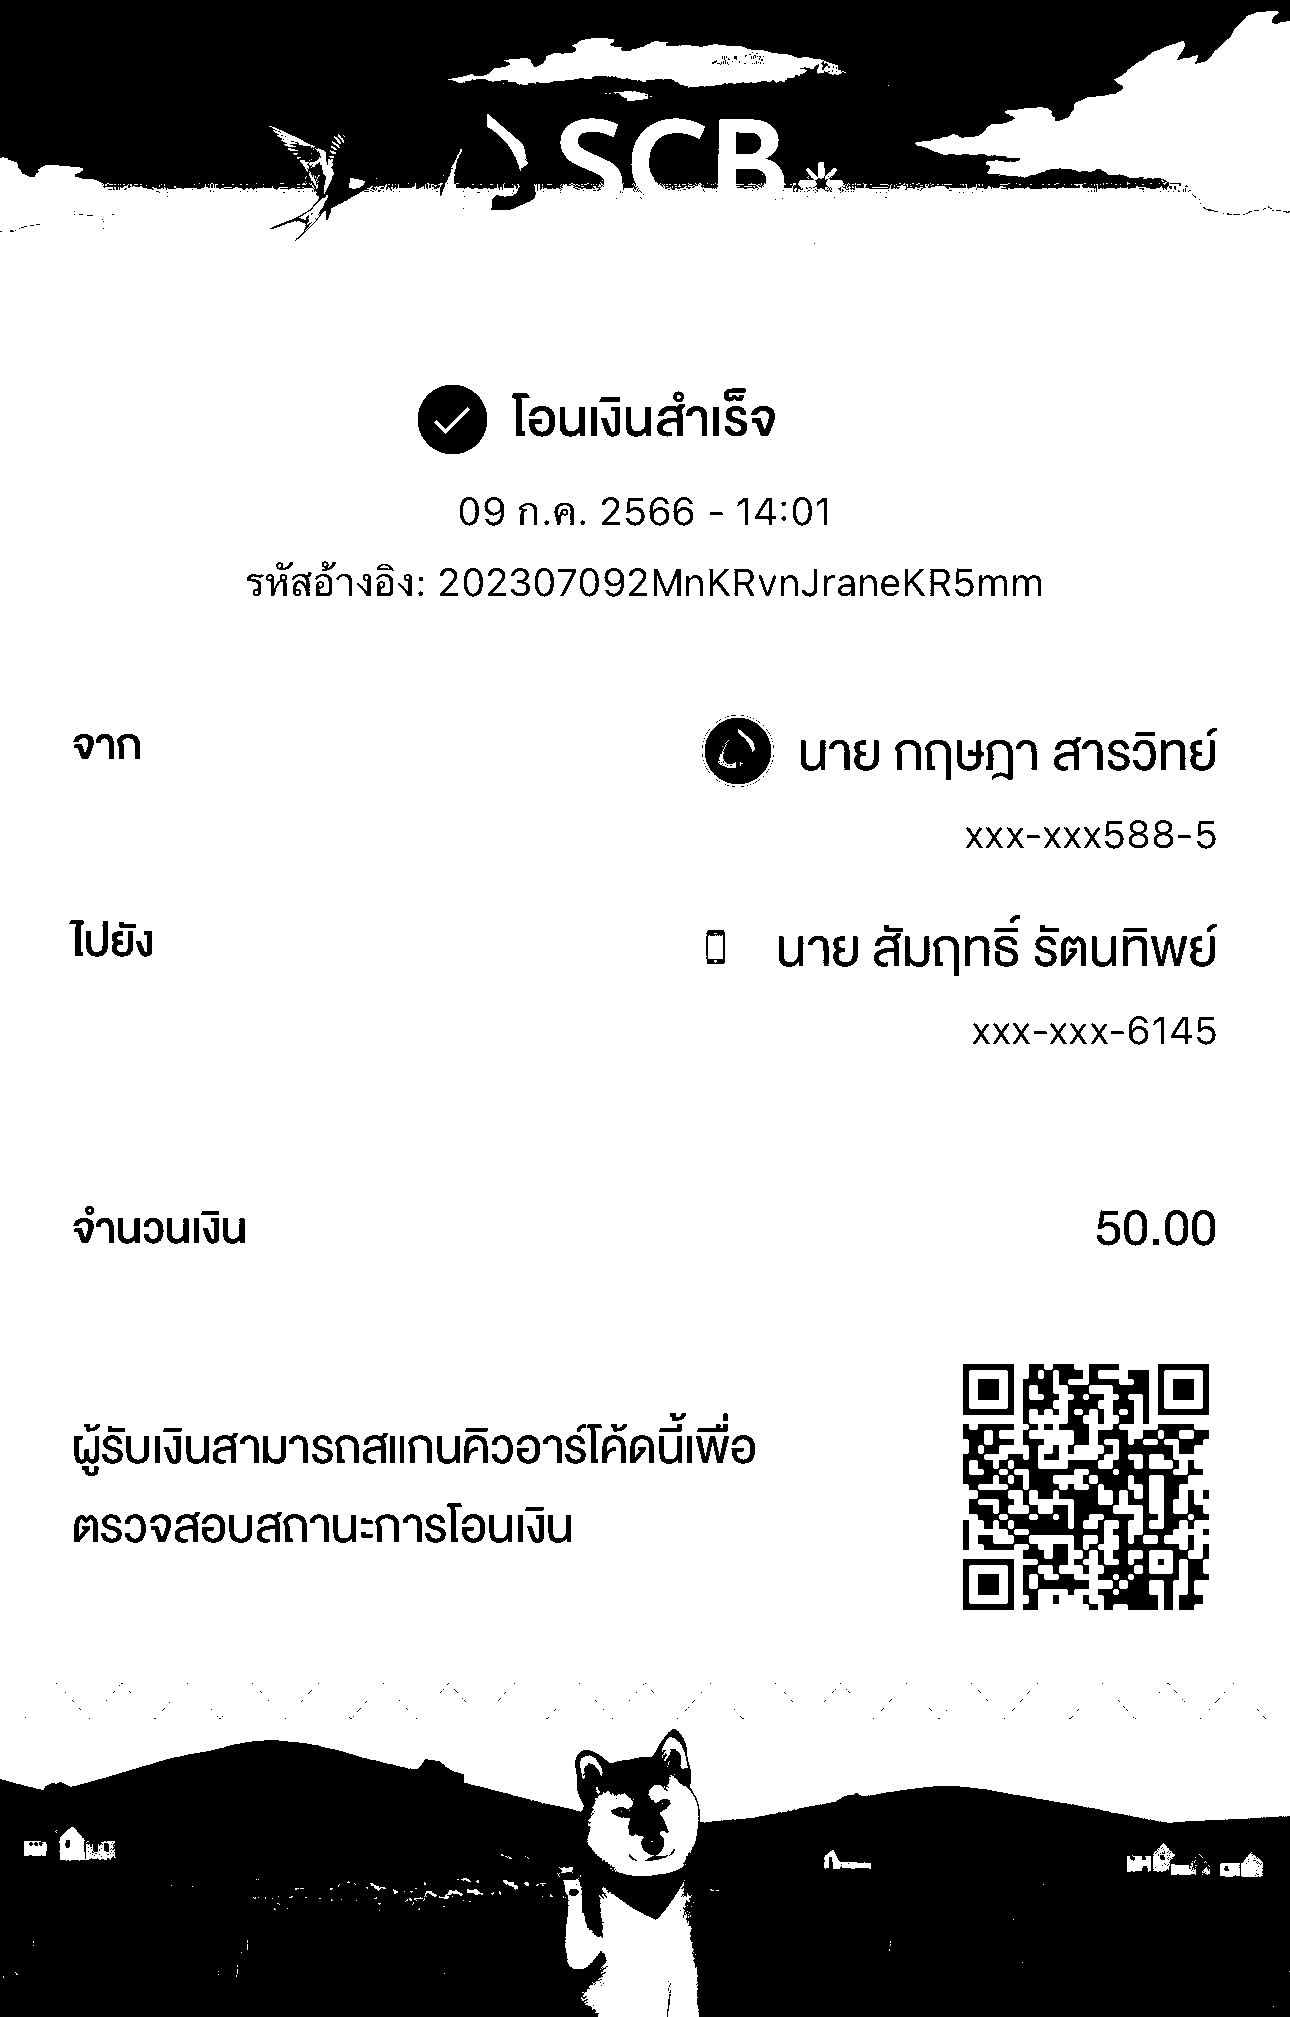 SCB
โอนเงินสำเร็จ
09 ก.ค. 2566 - 14:01
รหัสอ้างอิง: 202307092MnKRvnJraneKR5mm
จาก
นาย กฤษฎา สารวิทย์
xxx-xxx588-5
ไปยัง
นาย สัมฤทธิ์ รัตนทิพย์
xxx-xxx-6145
จำนวนเงิน
50.00
ผู้รับเงินสามารถสแกนคิวอาร์โค้ดนี้เพื่อ
ตรวจสอบสถานะการโอนเงิน